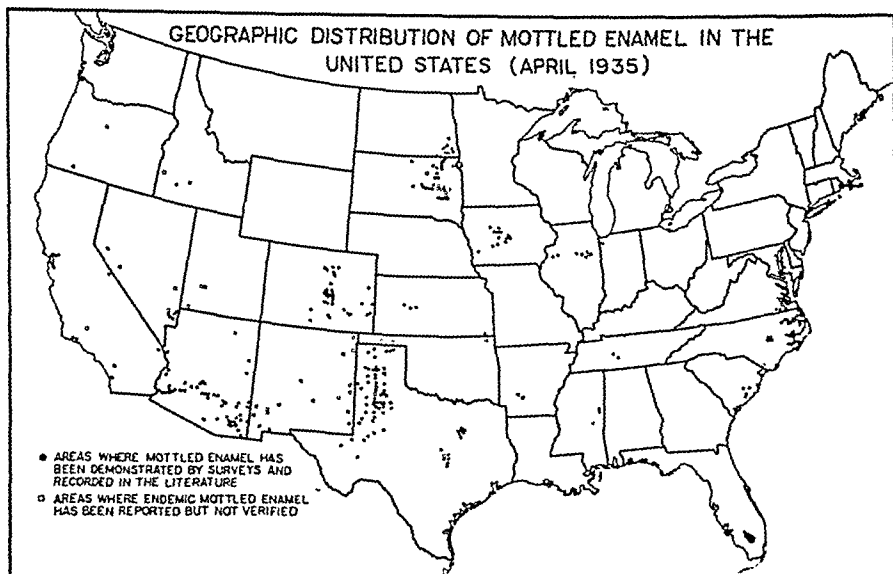 GEOGRAPHIC DISTRIBUTION OF MOTTLED ENAMEL IN THE
UNITED STATES (APRIL 1935)
AREAS WHERE MOTTLED ENAMEL HAS
BEEN DEMONSTRATED BY SURVEYS AND
RECORDED IN THE LITERATURE
AREAS WHERE ENDEMIC MOTTLED ENAMEL
HAS BEEN REPORTED BUT NOT VERIFIED